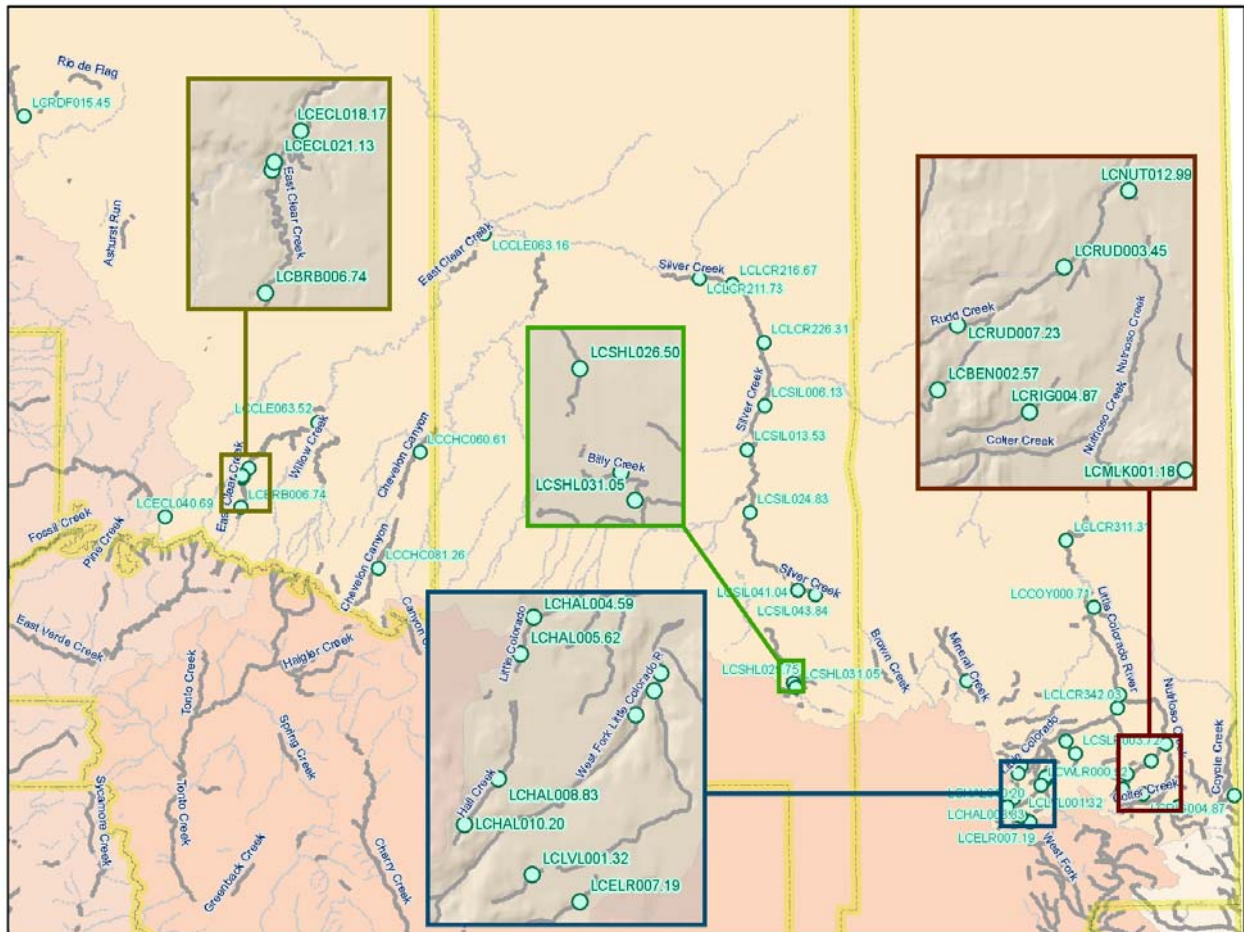 Rio de Flag
LCRDF015.45
Ashurst Run
LCECL018.17
LCECL021.13
East Clear Creek
LCBRB006.74
East Clear Creek
LCCLE063.16
Silver Creek
LCLCR216.67
LCLCR211.73
LCLCR226.31
LCSIL006.13
Silver Creek
LCSIL013.53
LCSIL024.83
Silver Creek
LCSIL041.04
LCSIL043.84
LCNUT012.99
LCRUD003.45
Rudd Creek
Nutrioso Creek
LCRUD007.23
LCBEN002.57
LCRIG004.87
Colter Creek
Nutrioso Creek
LCMLK001.18
LCSHL026.50
Billy Creek
LCSHL031.05
LCCLE063.52
Willow Creek
Chevelon Canyon
LCCHC060.61
East Clear Creek
LCBRB006.74
LCECL040.69
Fossil Creek
Pine Creek
Chevelon Canyon
LCCHC081.26
East Verde Creek
Haigler Creek
Tonto Creek
Spring Creek
Tonto Creek
Sycamore Creek
Greenback Creek
Cherry Creek
LCHAL004.59
LCHAL005.62
Little Colorado
West Fork Little Colorado R
Hall Creek
LCHAL008.83
LCHAL010.20
LCLVL001.32
LCELR007.19
LCSHL031.05
Brown Creek
Mineral Creek
LCLCR311.31
LCCOY000.71
Little Colorado River
LCLCR342.03
Coyote Creek
Colter Creek
LCELR007.19
West Fork